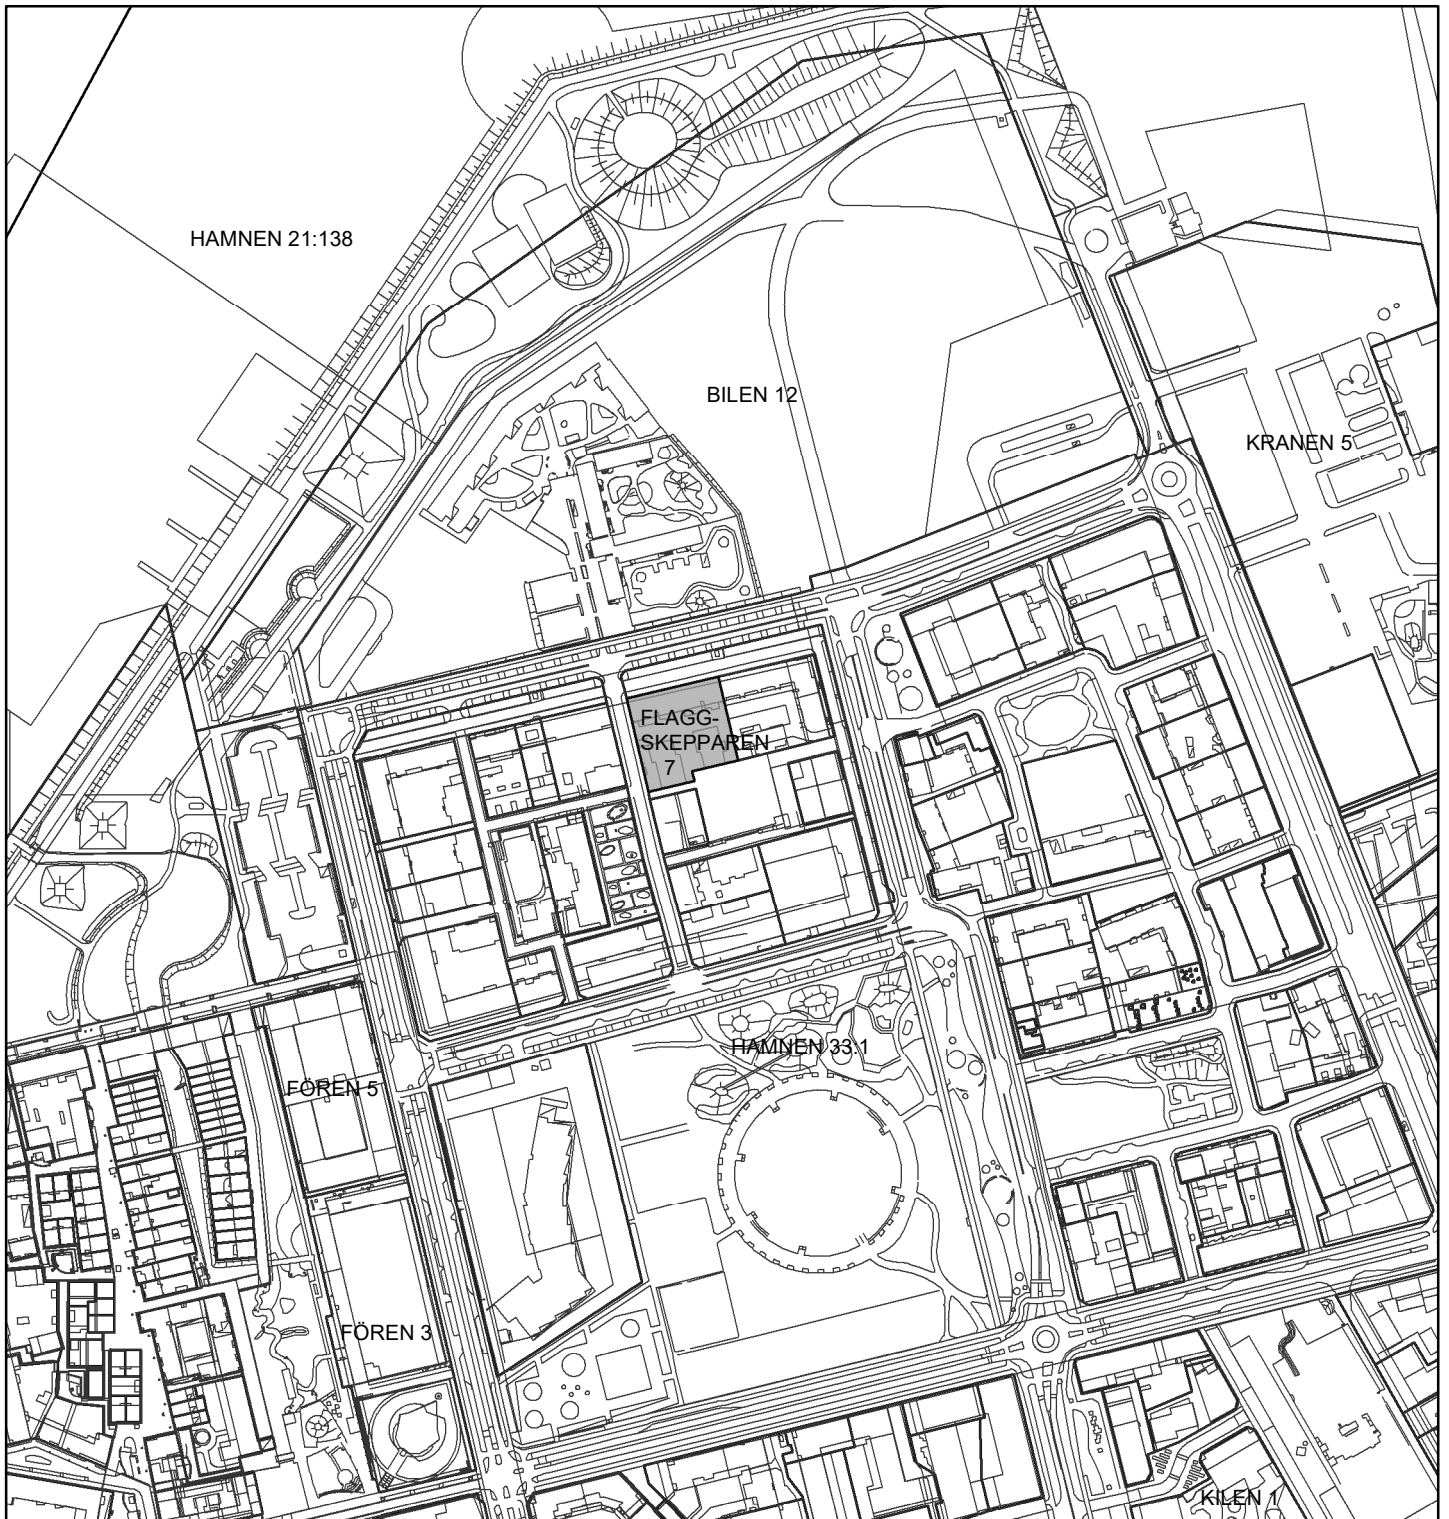 HAMNEN 21:138
BILEN 12
KRANEN 5
FLAGG-
SKEPPAREN
7
HAMNEN 33:1
FÖREN 5
FÖREN 3
KILEN 1